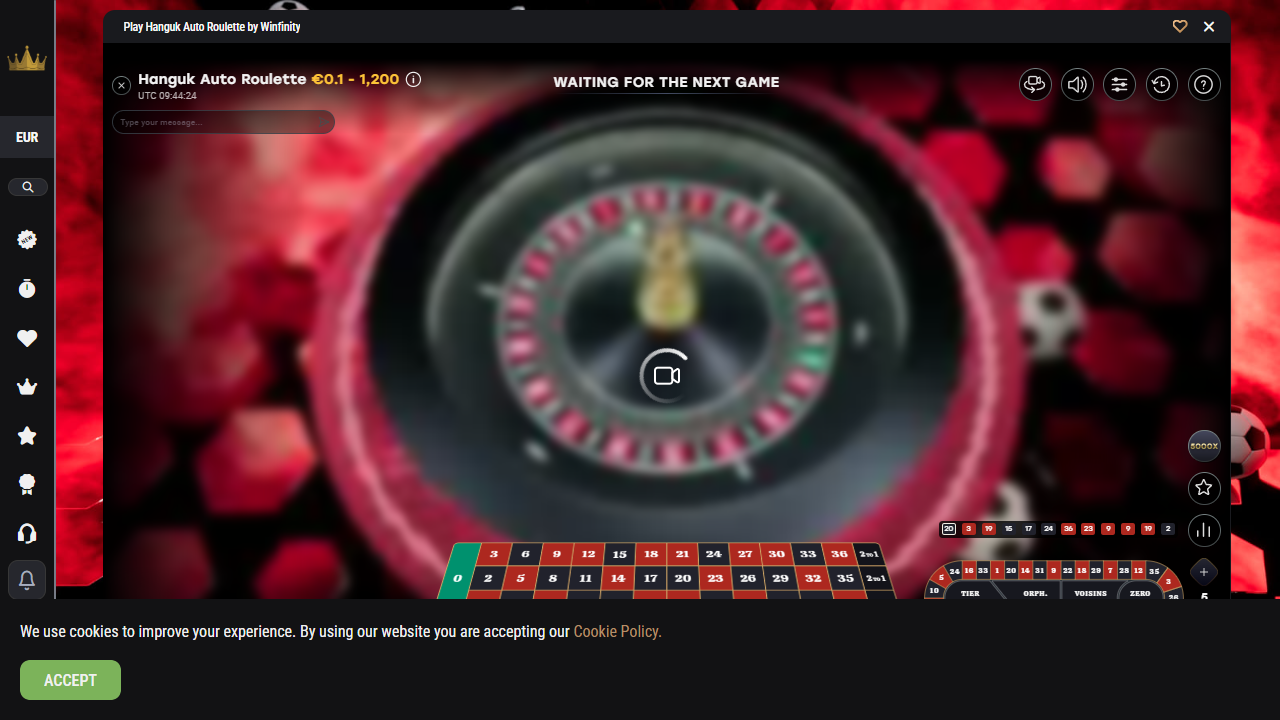 Play Hanguk Auto Roulette by Winfinity
Hanguk Auto Roulette €0.1 - 1,200
UTC 09:44:24
WAITING FOR THE NEXT GAME
Type your message...
EUR
NEW
5000X
20 3 19 15 17 24 36 23 9 9 19 2
3 6 9 12 15 18 21 24 27 30 33 36 2to1
0 2 5 8 11 14 17 20 23 26 29 32 35 2to1
5 24 16 33 1 20 14 31 9 22 18 29 7 28 12 35 3
10 TIER ORPH. VOISINS ZERO 26
5
We use cookies to improve your experience. By using our website you are accepting our Cookie Policy.
ACCEPT